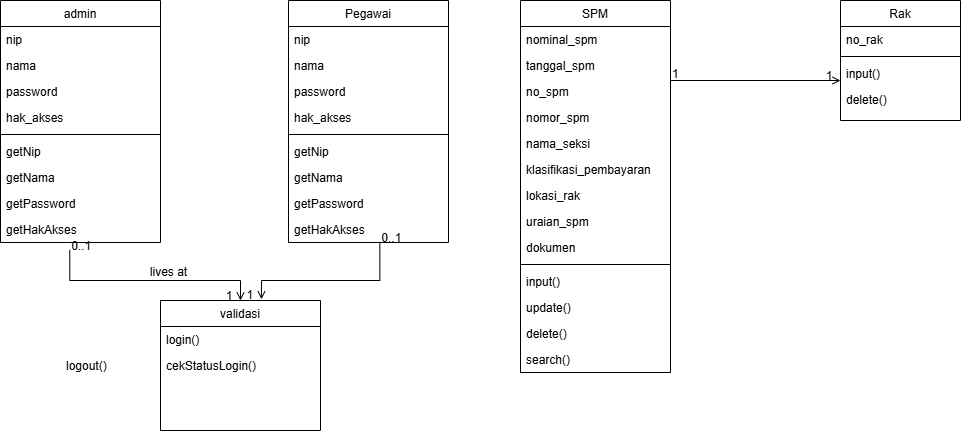 admin
nip
nama
password
hak_akses
getNip
getNama
getPassword
getHakAkses
0..1
Pegawai
nip
nama
password
hak_akses
getNip
getNama
getPassword
getHakAkses
0..1
lives at
1
1
validasi
login()
logout()
cekStatusLogin()
SPM
nominal_spm
tanggal_spm
no_spm
nomor_spm
nama_seksi
klasifikasi_pembayaran
lokasi_rak
uraian_spm
dokumen
input()
update()
delete()
search()
1
1
Rak
no_rak
input()
delete()